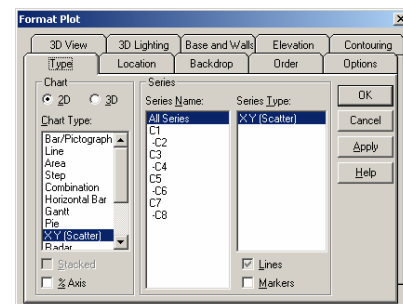 Format Plot
3D View 3D Lighting Base and Walls Elevation Contouring
Type Location Backdrop Order Options
Chart
2D 3D
Chart Type:
Bar/Pictograph
Line
Area
Step
Combination
Horizontal Bar
Gantt
Pie
XY (Scatter)
Radar
Stacked
% Axis
Series
Series Name:
All Series
C1
-C2
C3
-C4
C5
-C6
C7
-C8
Series Type:
XY (Scatter)
Lines
Markers
OK
Cancel
Apply
Help